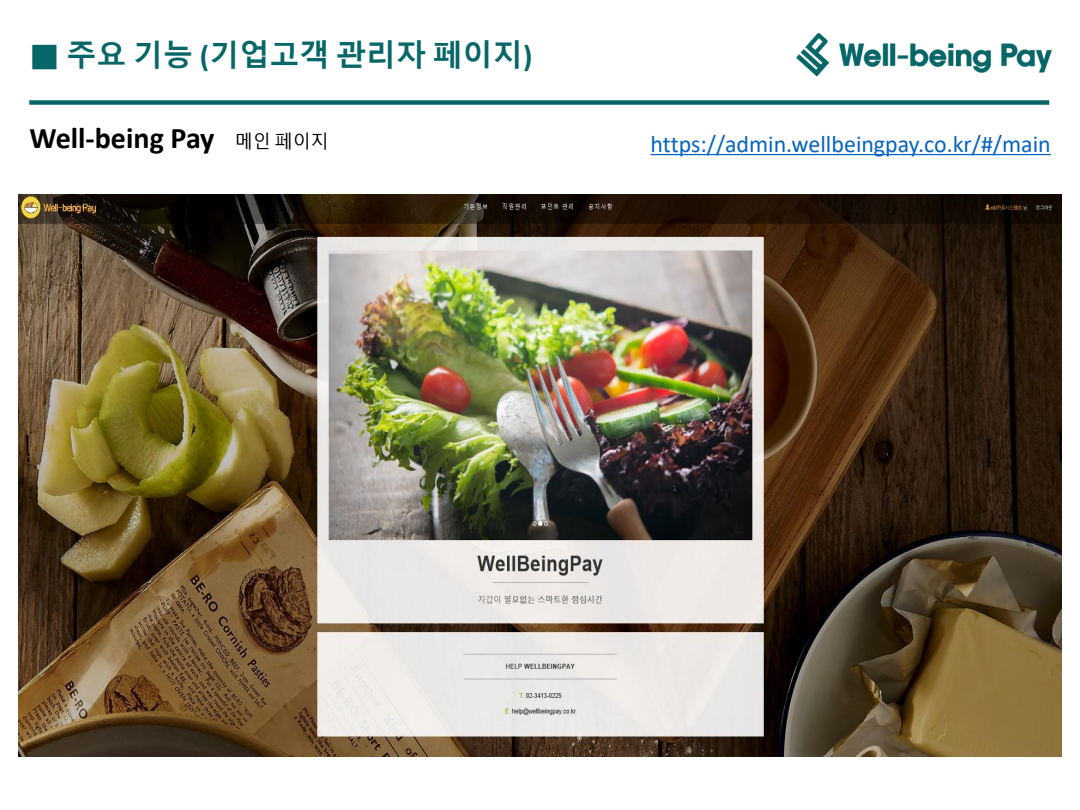 ■ 주요 기능 (기업고객 관리자 페이지)
Well-being Pay
Well-being Pay 메인 페이지
https://admin.wellbeingpay.co.kr/#/main
Well-being Pay
기본정보 직원관리 포인트 관리 공지사항
님 로그아웃
WellBeingPay
지갑이 필요없는 스마트한 점심시간
HELP WELLBEINGPAY
T. 02-3413-0225
E. help@wellbeingpay.co.kr
BE-RO Cornish Pasties
BE-RO